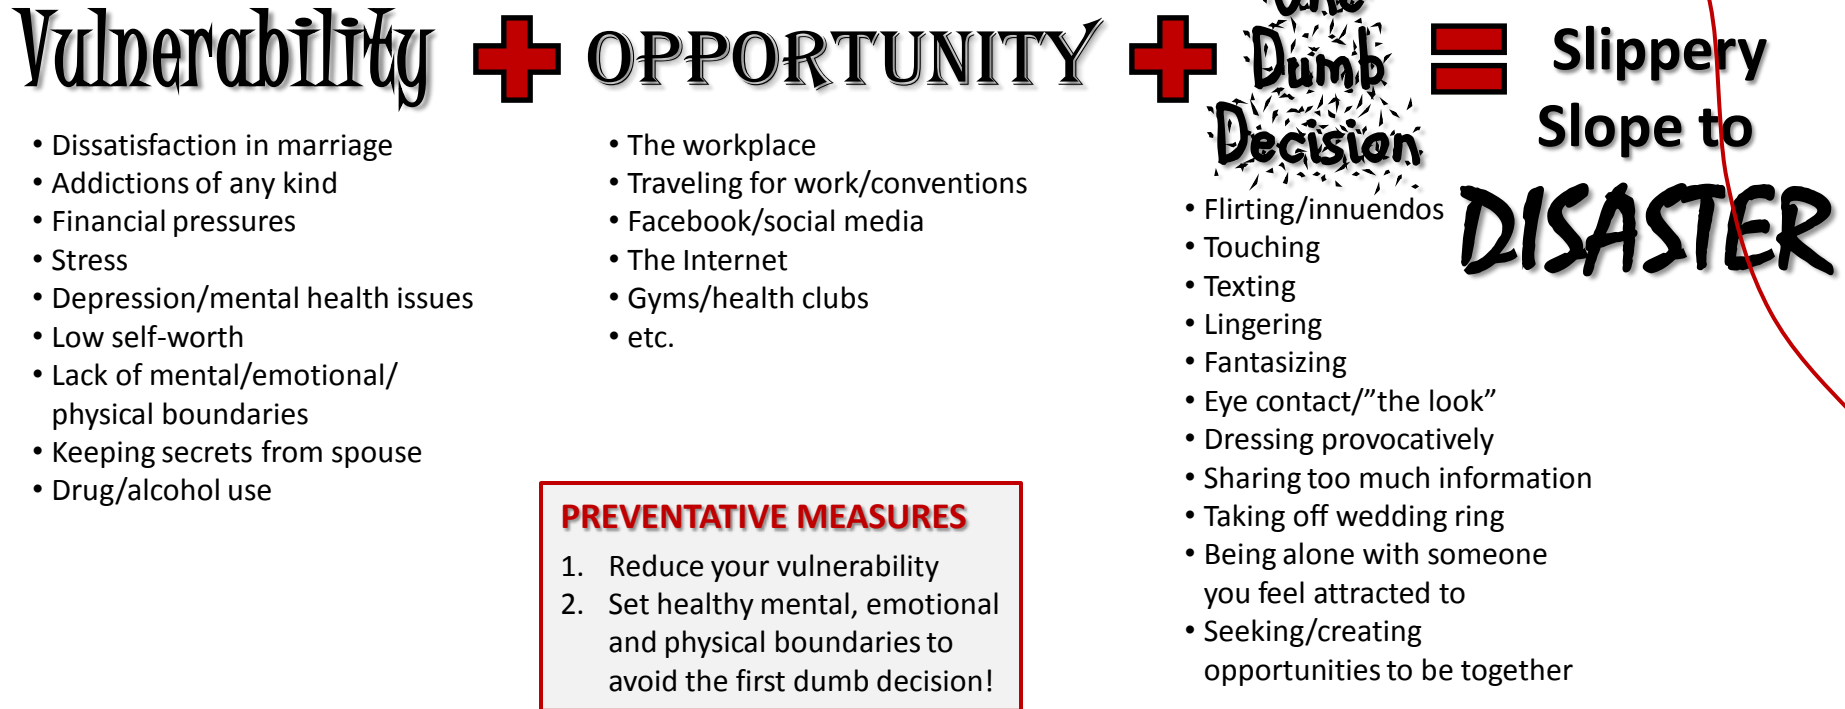 Vulnerability + OPPORTUNITY + One
Dumb
Decision
= Slippery
Slope to
DISASTER
• Dissatisfaction in marriage
• Addictions of any kind
• Financial pressures
• Stress
• Depression/mental health issues
• Low self-worth
• Lack of mental/emotional/
physical boundaries
• Keeping secrets from spouse
• Drug/alcohol use
• The workplace
• Traveling for work/conventions
• Facebook/social media
• The Internet
• Gyms/health clubs
• etc.
• Flirting/innuendos
• Touching
• Texting
• Lingering
• Fantasizing
• Eye contact/”the look”
• Dressing provocatively
• Sharing too much information
• Taking off wedding ring
• Being alone with someone
you feel attracted to
• Seeking/creating
opportunities to be together
PREVENTATIVE MEASURES
1. Reduce your vulnerability
2. Set healthy mental, emotional
and physical boundaries to
avoid the first dumb decision!